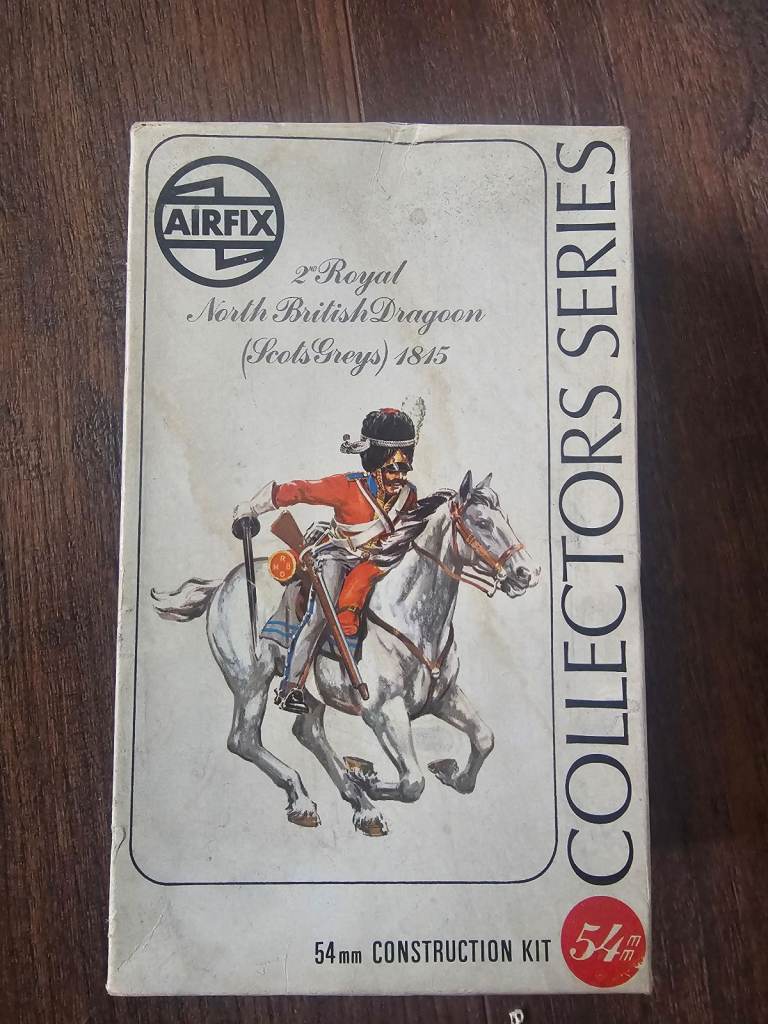 AIRFIX
2ND Royal
North British Dragoon
(Scots Greys) 1815
COLLECTORS SERIES
R
H B
D
54mm CONSTRUCTION KIT
54mm